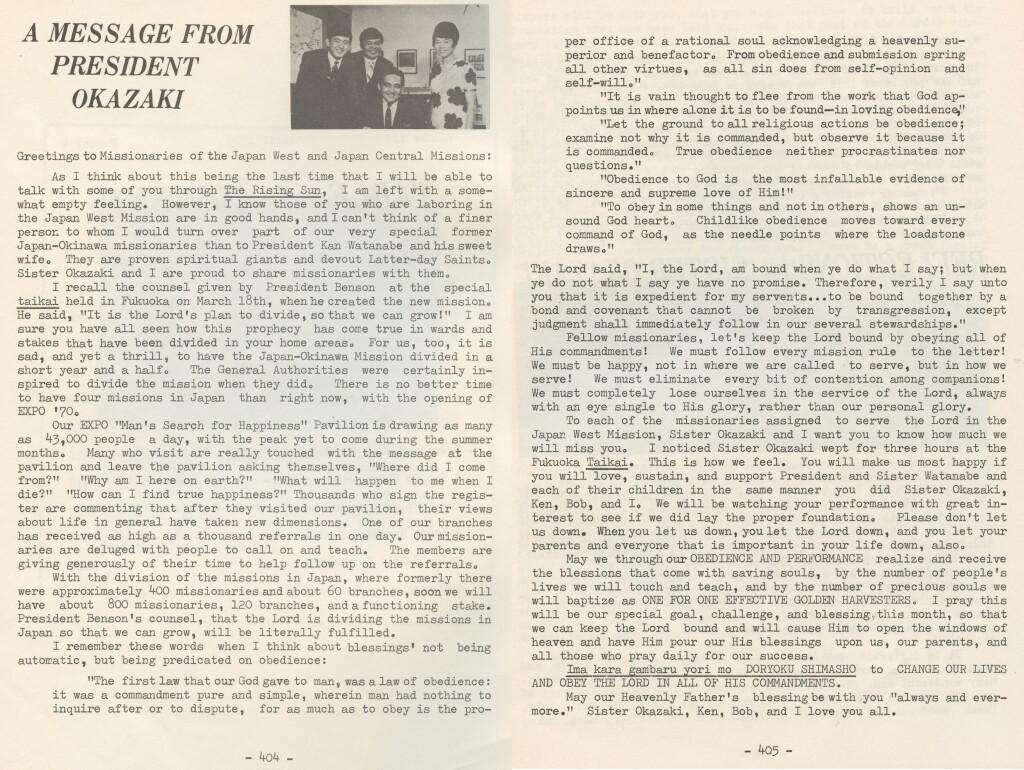 A MESSAGE FROM
PRESIDENT
OKAZAKI
Greetings to Missionaries of the Japan West and Japan Central Missions:
As I think about this being the last time that I will be able to
talk with some of you through The Rising Sun, I am left with a some-
what empty feeling. However, I know those of you who are laboring in
the Japan West Mission are in good hands, and I can't think of a finer
person to whom I would turn over part of our very special former
Japan-Okinawa missionaries than to President Kan Watanabe and his sweet
wife. They are proven spiritual giants and devout Latter-day Saints.
Sister Okazaki and I are proud to share missionaries with them.
I recall the counsel given by President Benson at the special
taikai held in Fukuoka on March 18th, when he created the new mission.
He said, "It is the Lord's plan to divide, so that we can grow!" I am
sure you have all seen how this prophecy has come true in wards and
stakes that have been divided in your home areas. For us, too, it is
sad, and yet a thrill, to have the Japan-Okinawa Mission divided in a
short year and a half. The General Authorities were certainly in-
spired to divide the mission when they did. There is no better time
to have four missions in Japan than right now, with the opening of
EXPO '70.
Our EXPO "Man's Search for Happiness" Pavilion is drawing as many
as 43,000 people a day, with the peak yet to come during the summer
months. Many who visit are really touched with the message at the
pavilion and leave the pavilion asking themselves, "Where did I come
from?" "Why am I here on earth?" "What will happen to me when I
die?" "How can I find true happiness?" Thousands who sign the regis-
ter are commenting that after they visited our pavilion, their views
about life in general have taken new dimensions. One of our branches
has received as high as a thousand referrals in one day. Our mission-
aries are deluged with people to call on and teach. The members are
giving generously of their time to help follow up on the referrals.
With the division of the missions in Japan, where formerly there
were approximately 400 missionaries and about 60 branches, soon we will
have about 800 missionaries, 120 branches, and a functioning stake.
President Benson's counsel, that the Lord is dividing the missions in
Japan so that we can grow, will be literally fulfilled.
I remember these words when I think about blessings' not being
automatic, but being predicated on obedience:
"The first law that our God gave to man, was a law of obedience:
it was a commandment pure and simple, wherein man had nothing to
inquire after or to dispute, for as much as to obey is the pro-
- 404 -
per office of a rational soul acknowledging a heavenly su-
perior and benefactor. From obedience and submission spring
all other virtues, as all sin does from self-opinion and
self-will."
"It is vain thought to flee from the work that God ap-
points us in where alone it is to be found—in loving obedience."
"Let the ground to all religious actions be obedience;
examine not why it is commanded, but observe it because it
is commanded. True obedience neither procrastinates nor
questions."
"Obedience to God is the most infallable evidence of
sincere and supreme love of Him!"
"To obey in some things and not in others, shows an un-
sound God heart. Childlike obedience moves toward every
command of God, as the needle points where the loadstone
draws."
The Lord said, "I, the Lord, am bound when ye do what I say; but when
ye do not what I say ye have no promise. Therefore, verily I say unto
you that it is expedient for my servents...to be bound together by a
bond and covenant that cannot be broken by transgression, except
judgment shall immediately follow in our several stewardships."
Fellow missionaries, let's keep the Lord bound by obeying all of
His commandments! We must follow every mission rule to the letter!
We must be happy, not in where we are called to serve, but in how we
serve! We must eliminate every bit of contention among companions!
We must completely lose ourselves in the service of the Lord, always
with an eye single to His glory, rather than our personal glory.
To each of the missionaries assigned to serve the Lord in the
Japan West Mission, Sister Okazaki and I want you to know how much we
will miss you. I noticed Sister Okazaki wept for three hours at the
Fukuoka Taikai. This is how we feel. You will make us most happy if
you will love, sustain, and support President and Sister Watanabe and
each of their children in the same manner you did Sister Okazaki,
Ken, Bob, and I. We will be watching your performance with great in-
terest to see if we did lay the proper foundation. Please don't let
us down. When you let us down, you let the Lord down, and you let your
parents and everyone that is important in your life down, also.
May we through our OBEDIENCE AND PERFORMANCE realize and receive
the blessions that come with saving souls, by the number of people's
lives we will touch and teach, and by the number of precious souls we
will baptize as ONE FOR ONE EFFECTIVE GOLDEN HARVESTERS. I pray this
will be our special goal, challenge, and blessing this month, so that
we can keep the Lord bound and will cause Him to open the windows of
heaven and have Him pour our His blessings upon us, our parents, and
all those who pray daily for our success.
Ima kara gambaru yori mo DORYOKU SHIMASHO to CHANGE OUR LIVES
AND OBEY THE LORD IN ALL OF HIS COMMANDMENTS.
May our Heavenly Father's blessing be with you "always and ever-
more." Sister Okazaki, Ken, Bob, and I love you all.
- 405 -